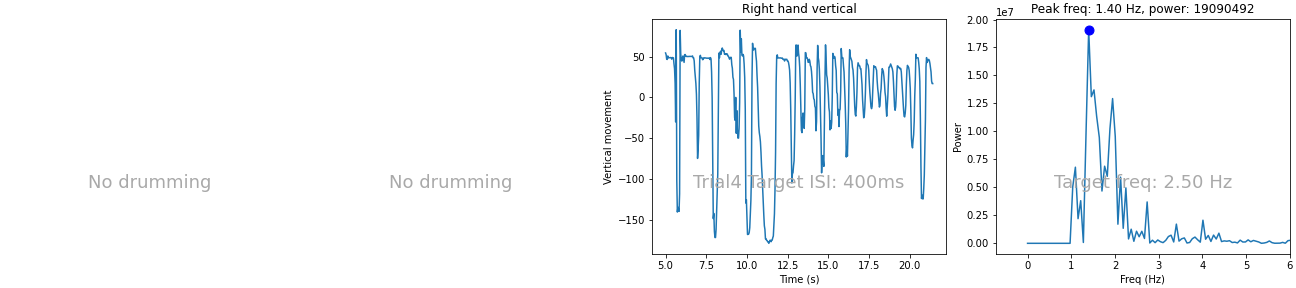 No drumming
No drumming
Right hand vertical
Vertical movement
50
0
−50
−100
−150
Trial4 Target ISI: 400ms
5.0 7.5 10.0 12.5 15.0 17.5 20.0
Time (s)
Peak freq: 1.40 Hz, power: 19090492
1e7
Power
2.00
1.75
1.50
1.25
1.00
0.75
0.50
0.25
0.00
Target freq: 2.50 Hz
0 1 2 3 4 5 6
Freq (Hz)